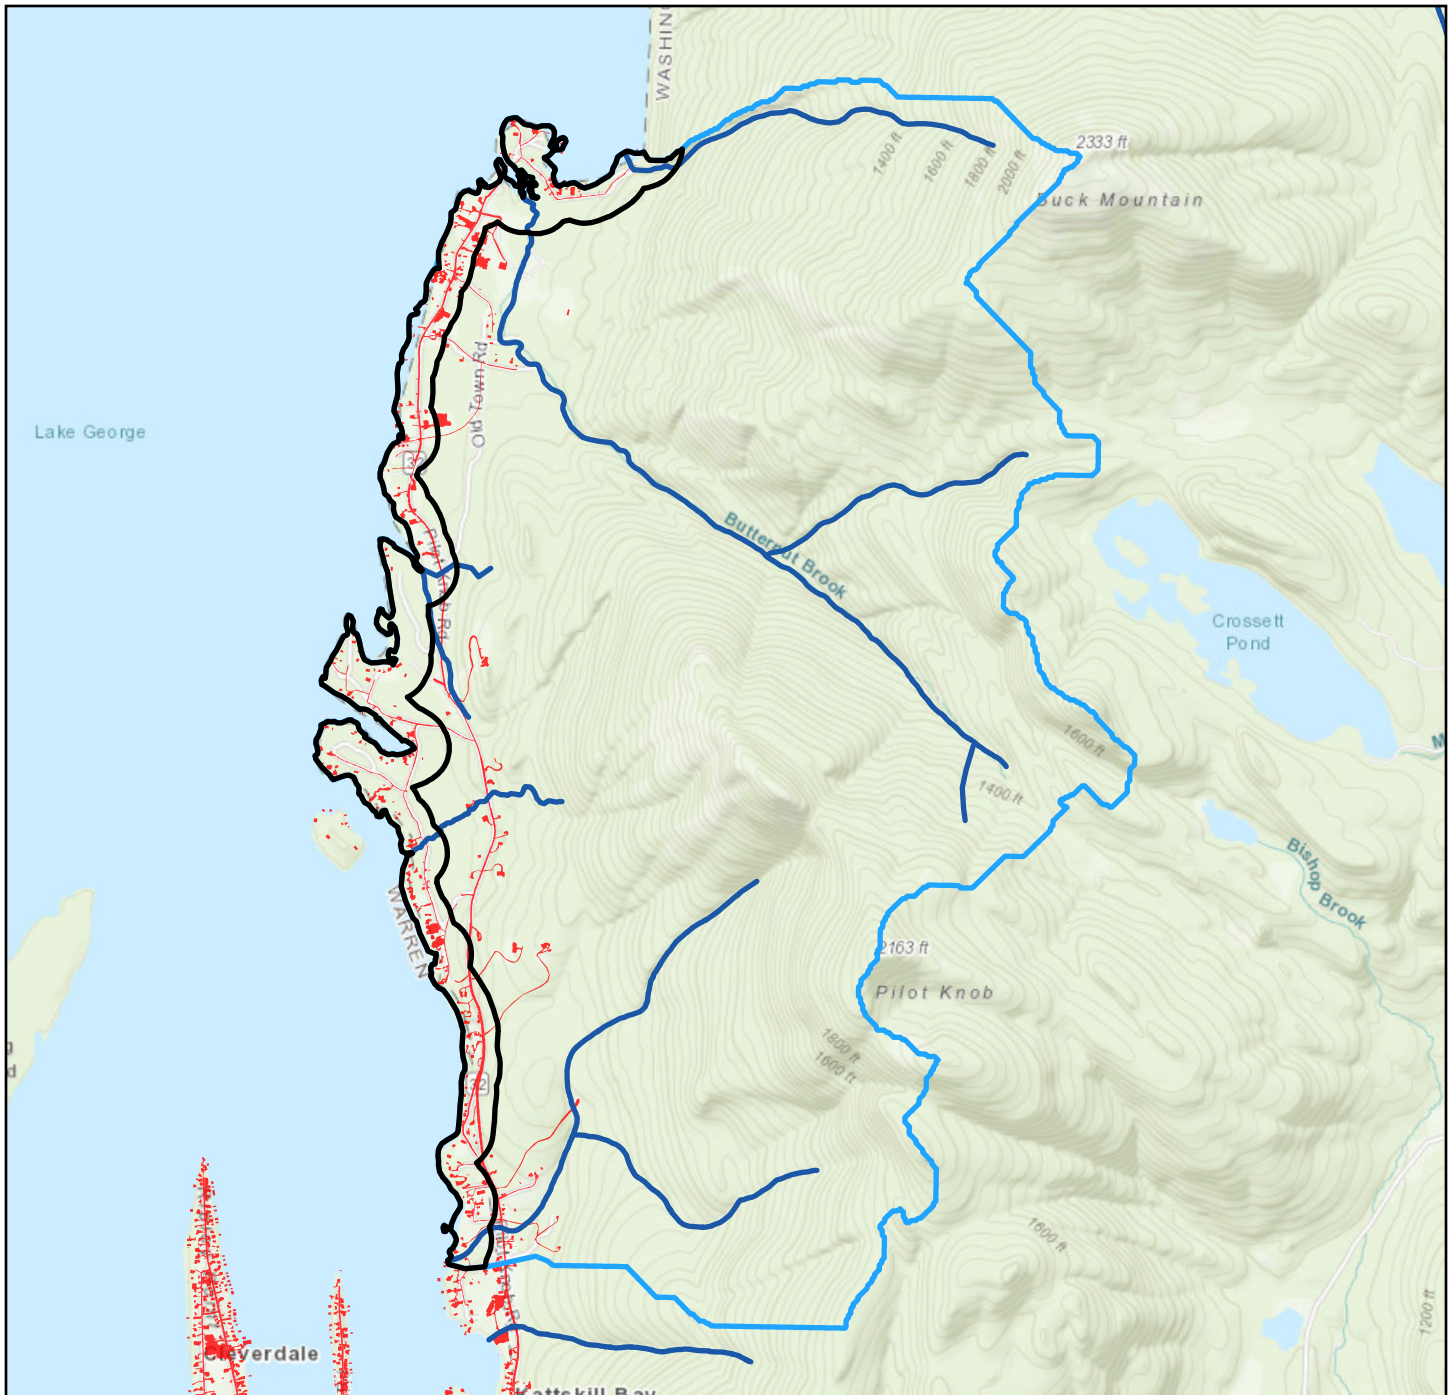 WASHIN
2333 ft
1400 ft
1600 ft
1800 ft
2000 ft
Buck Mountain
Lake George
Old Town Rd
Butternut Brook
Crossett
Pond
1600 ft
1400 ft
Bishop Brook
WARREN
2163 ft
Pilot Knob
1800 ft
1600 ft
32
1600 ft
1200 ft
Cleverdale
Kattskill Bay